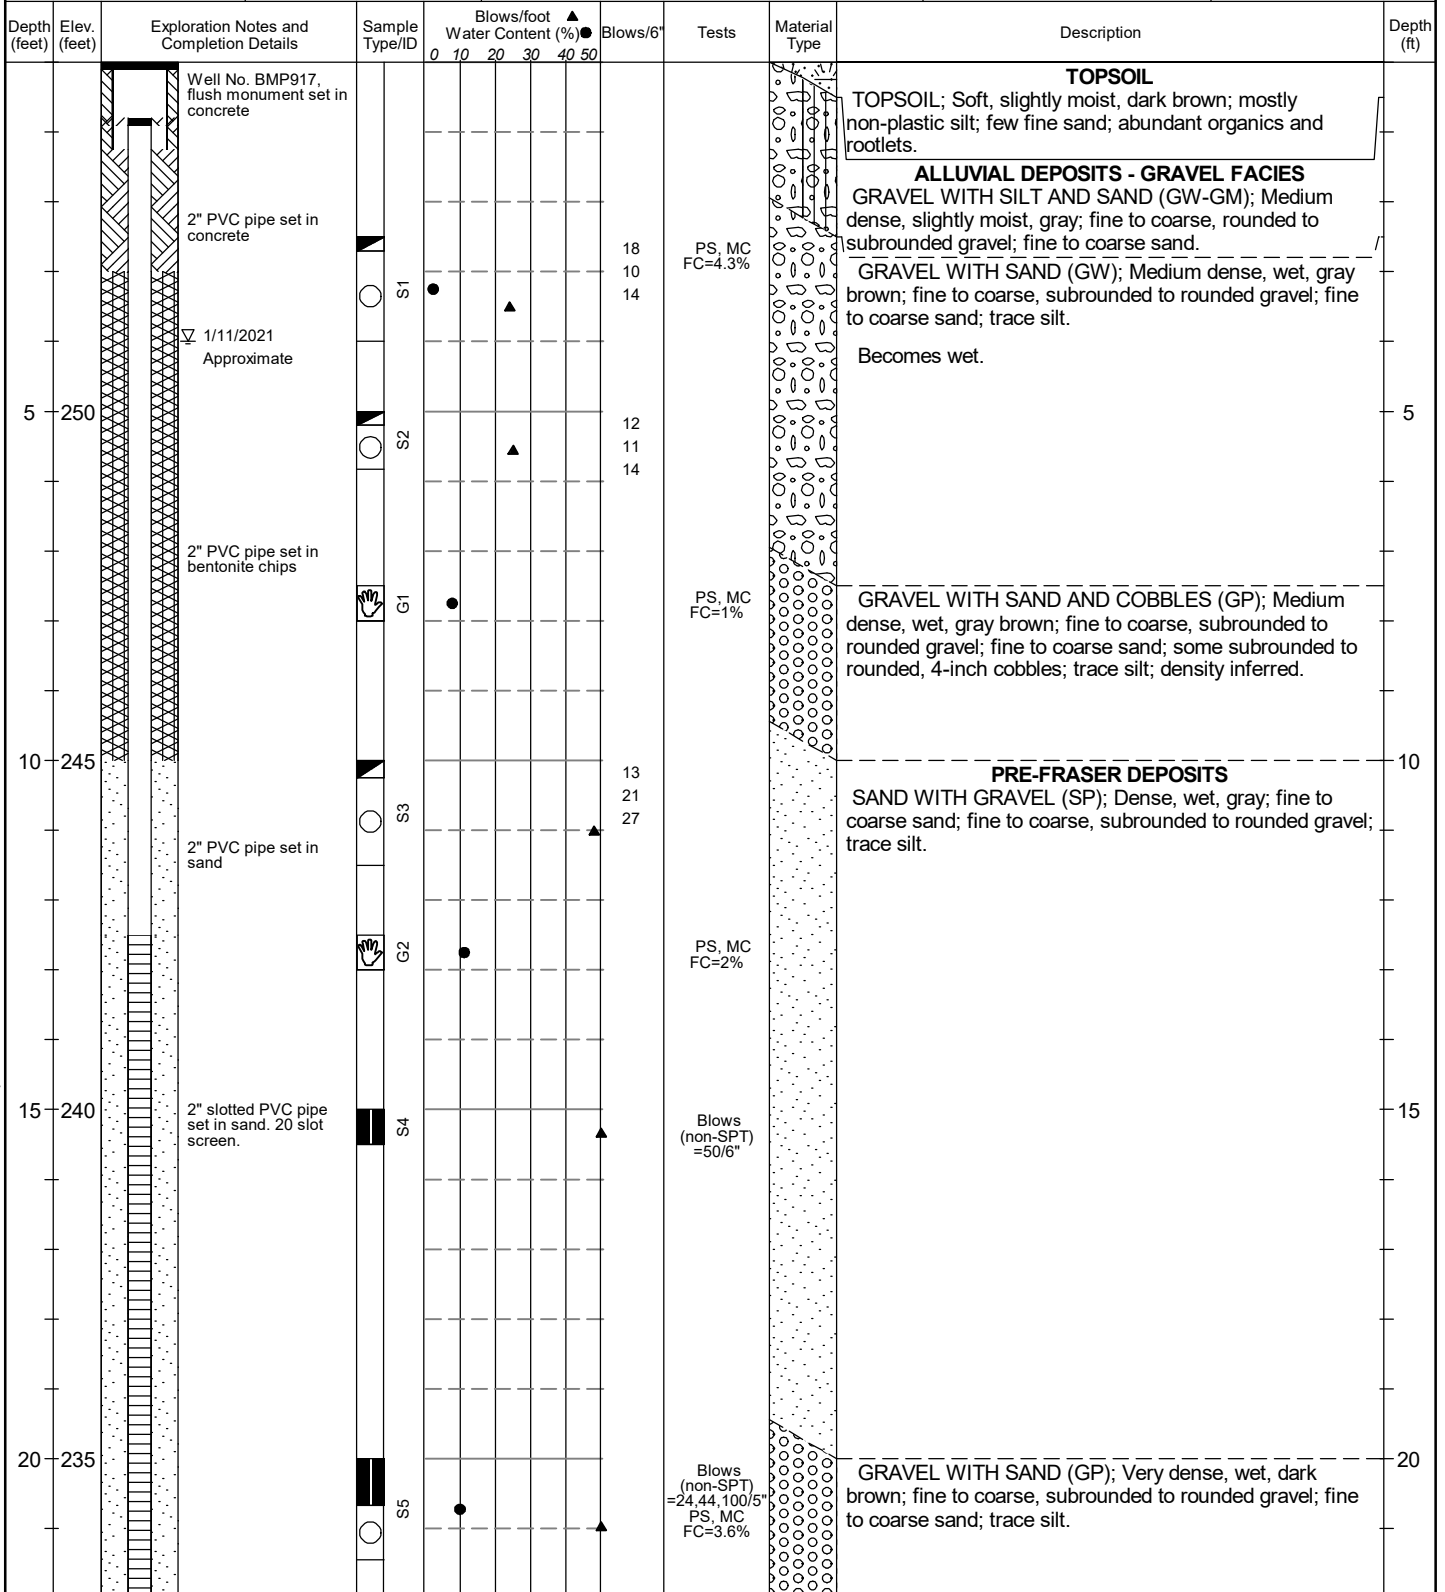 Depth
(feet)
Elev.
(feet)
Exploration Notes and
Completion Details
Sample
Type/ID
Blows/foot ▲
Water Content (%)●
0 10 20 30 40 50
Blows/6"
Tests
Material
Type
Description
Depth
(ft)
Well No. BMP917,
flush monument set in
concrete
TOPSOIL
TOPSOIL; Soft, slightly moist, dark brown; mostly
non-plastic silt; few fine sand; abundant organics and
rootlets.
ALLUVIAL DEPOSITS - GRAVEL FACIES
GRAVEL WITH SILT AND SAND (GW-GM); Medium
dense, slightly moist, gray; fine to coarse, rounded to
subrounded gravel; fine to coarse sand.
2" PVC pipe set in
concrete
S1
18
10
14
PS, MC
FC=4.3%
GRAVEL WITH SAND (GW); Medium dense, wet, gray
brown; fine to coarse, subrounded to rounded gravel; fine
to coarse sand; trace silt.
1/11/2021
Approximate
Becomes wet.
5 250
S2
12
11
14
5
2" PVC pipe set in
bentonite chips
G1
PS, MC
FC=1%
GRAVEL WITH SAND AND COBBLES (GP); Medium
dense, wet, gray brown; fine to coarse, subrounded to
rounded gravel; fine to coarse sand; some subrounded to
rounded, 4-inch cobbles; trace silt; density inferred.
10 245
S3
13
21
27
10
PRE-FRASER DEPOSITS
SAND WITH GRAVEL (SP); Dense, wet, gray; fine to
coarse sand; fine to coarse, subrounded to rounded gravel;
trace silt.
2" PVC pipe set in
sand
G2
PS, MC
FC=2%
15 240
2" slotted PVC pipe
set in sand. 20 slot
screen.
S4
Blows
(non-SPT)
=50/6"
15
20 235
S5
Blows
(non-SPT)
=24,44,100/5"
PS, MC
FC=3.6%
GRAVEL WITH SAND (GP); Very dense, wet, dark
brown; fine to coarse, subrounded to rounded gravel; fine
to coarse sand; trace silt.
20